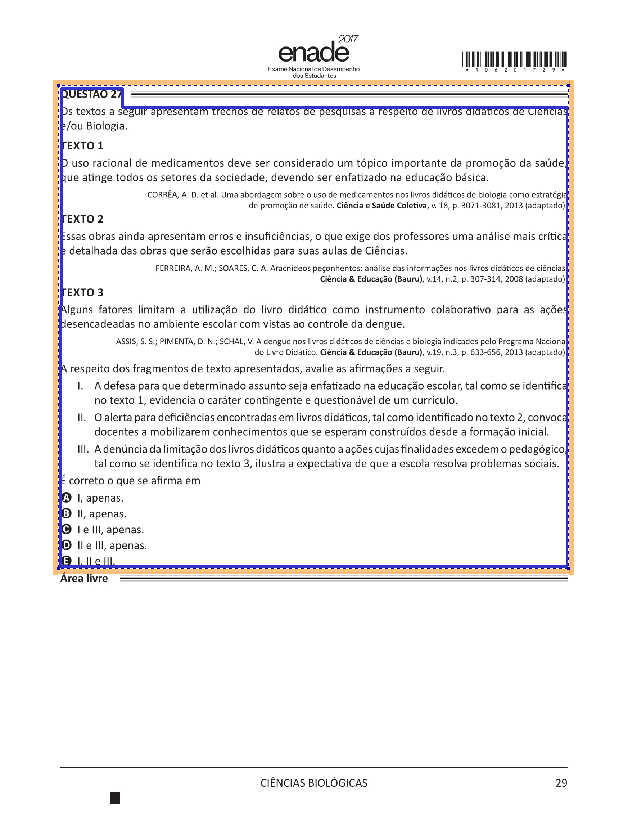 enade 2017
Exame Nacional de Desempenho
dos Estudantes
*R0620172 9*
QUESTÃO 27
Os textos a seguir apresentam trechos de relatos de pesquisas a respeito de livros didáticos de Ciências
e/ou Biologia.
TEXTO 1
O uso racional de medicamentos deve ser considerado um tópico importante da promoção da saúde,
que atinge todos os setores da sociedade, devendo ser enfatizado na educação básica.
CORRÊA, A. D. et al. Uma abordagem sobre o uso de medicamentos nos livros didáticos de biologia como estratégia
de promoção de saúde. Ciência e Saúde Coletiva, v. 18, p. 3071-3081, 2013 (adaptado).
TEXTO 2
Essas obras ainda apresentam erros e insuficiências, o que exige dos professores uma análise mais crítica
e detalhada das obras que serão escolhidas para suas aulas de Ciências.
FERREIRA, A. M.; SOARES, C. A. Aracnídeos peçonhentos: análise das informações nos livros didáticos de ciências.
Ciência & Educação (Bauru), v.14, n.2, p. 307-314, 2008 (adaptado).
TEXTO 3
Alguns fatores limitam a utilização do livro didático como instrumento colaborativo para as ações
desencadeadas no ambiente escolar com vistas ao controle da dengue.
ASSIS, S. S.; PIMENTA, D. N.; SCHAL, V. A dengue nos livros didáticos de ciências e biologia indicados pelo Programa Nacional
do Livro Didático. Ciência & Educação (Bauru), v.19, n.3, p. 633-656, 2013 (adaptado).
A respeito dos fragmentos de texto apresentados, avalie as afirmações a seguir.
I. A defesa para que determinado assunto seja enfatizado na educação escolar, tal como se identifica
no texto 1, evidencia o caráter contingente e questionável de um currículo.
II. O alerta para deficiências encontradas em livros didáticos, tal como identificado no texto 2, convoca
docentes a mobilizarem conhecimentos que se esperam construídos desde a formação inicial.
III. A denúncia da limitação dos livros didáticos quanto a ações cujas finalidades excedem o pedagógico,
tal como se identifica no texto 3, ilustra a expectativa de que a escola resolva problemas sociais.
É correto o que se afirma em
A I, apenas.
B II, apenas.
C I e III, apenas.
D II e III, apenas.
E I, II e III.
Área livre
CIÊNCIAS BIOLÓGICAS 29